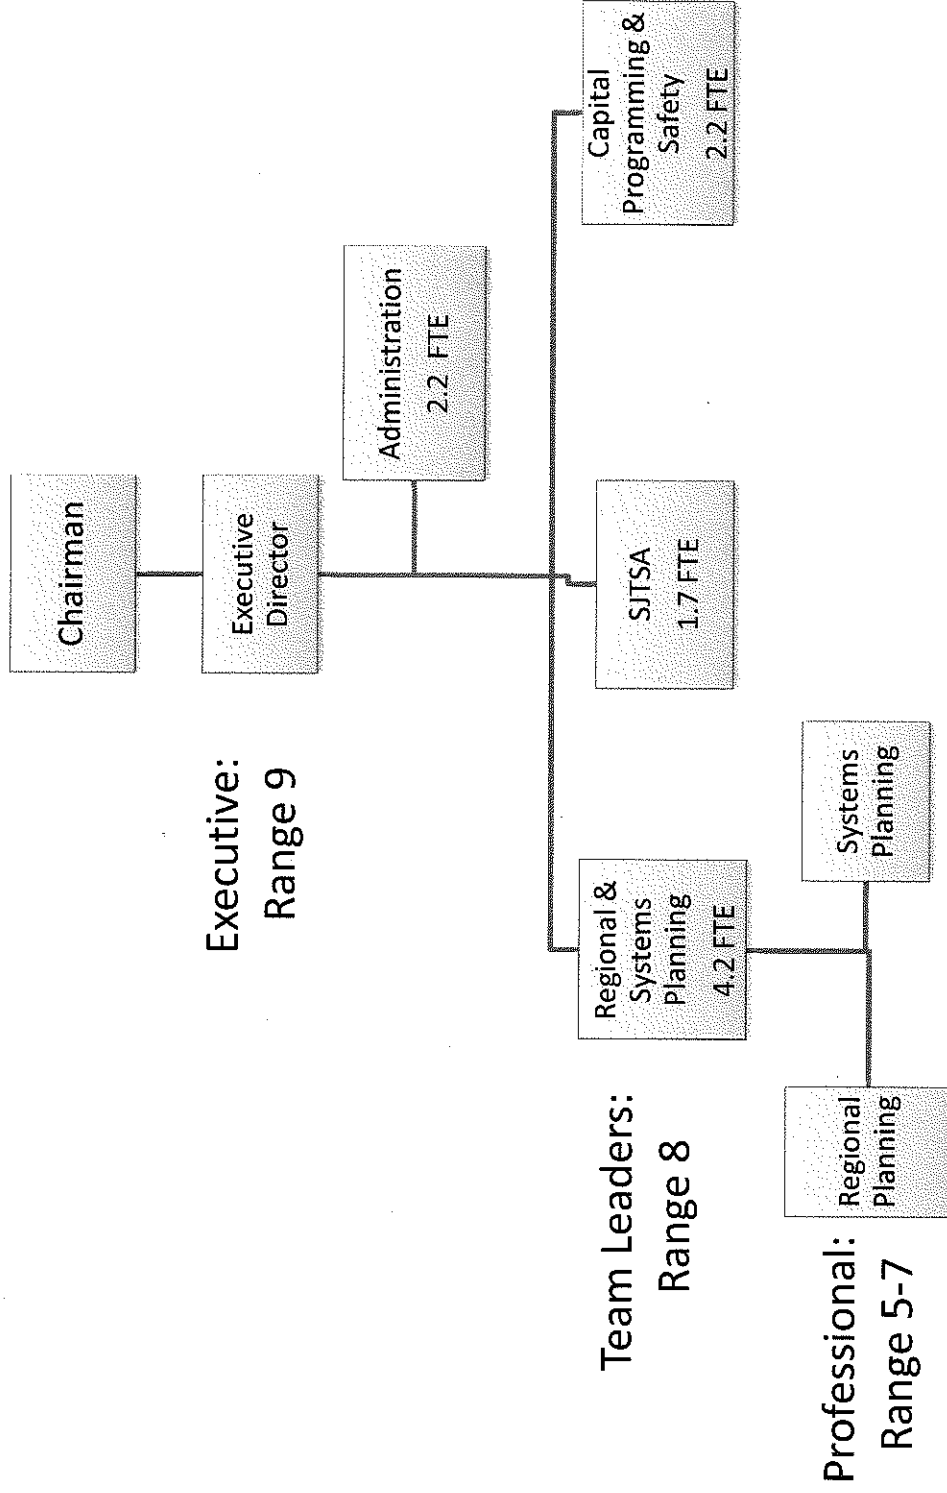 Chairman
Executive:
Range 9
Executive
Director
Administration
2.2 FTE
Team Leaders:
Range 8
Regional &
Systems
Planning
4.2 FTE
SJTSA
1.7 FTE
Capital
Programming &
Safety
2.2 FTE
Professional:
Range 5-7
Regional
Planning
Systems
Planning